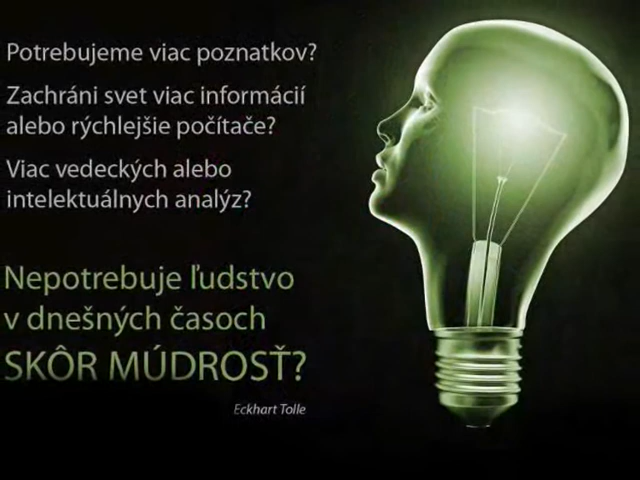 Potrebujeme viac poznatkov?
Zachráni svet viac informácií
alebo rýchlejšie počítače?
Viac vedeckých alebo
intelektuálnych analýz?
Nepotrebuje ľudstvo
v dnešných časoch
SKÔR MÚDROSŤ?
Eckhart Tolle